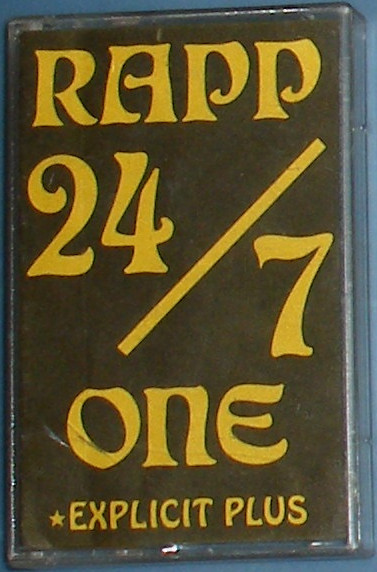 RAPP
24/7
ONE
★EXPLICIT PLUS